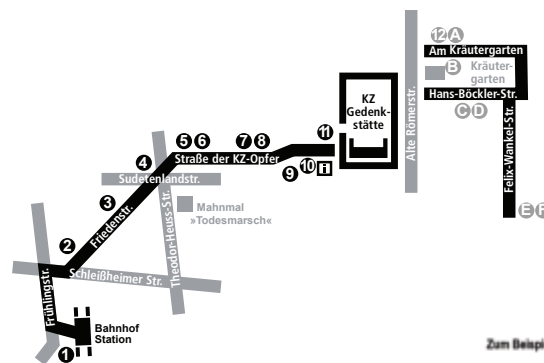 12 A
Am Kräutergarten
B
Kräuter-
garten
Hans-Böckler-Str.
C D
Felix-Wankel-Str.
E F
Alte Römerstr.
KZ
Gedenk-
stätte
11
10 i
9
7 8
5 6
Straße der KZ-Opfer
4
Sudetenlandstr.
3
Friedenstr.
Theodor-Heuss-Str.
Mahnmal
»Todesmarsch«
2
Schleißheimer Str.
Frühlingstr.
Bahnhof
Station
1
Zum Beispi